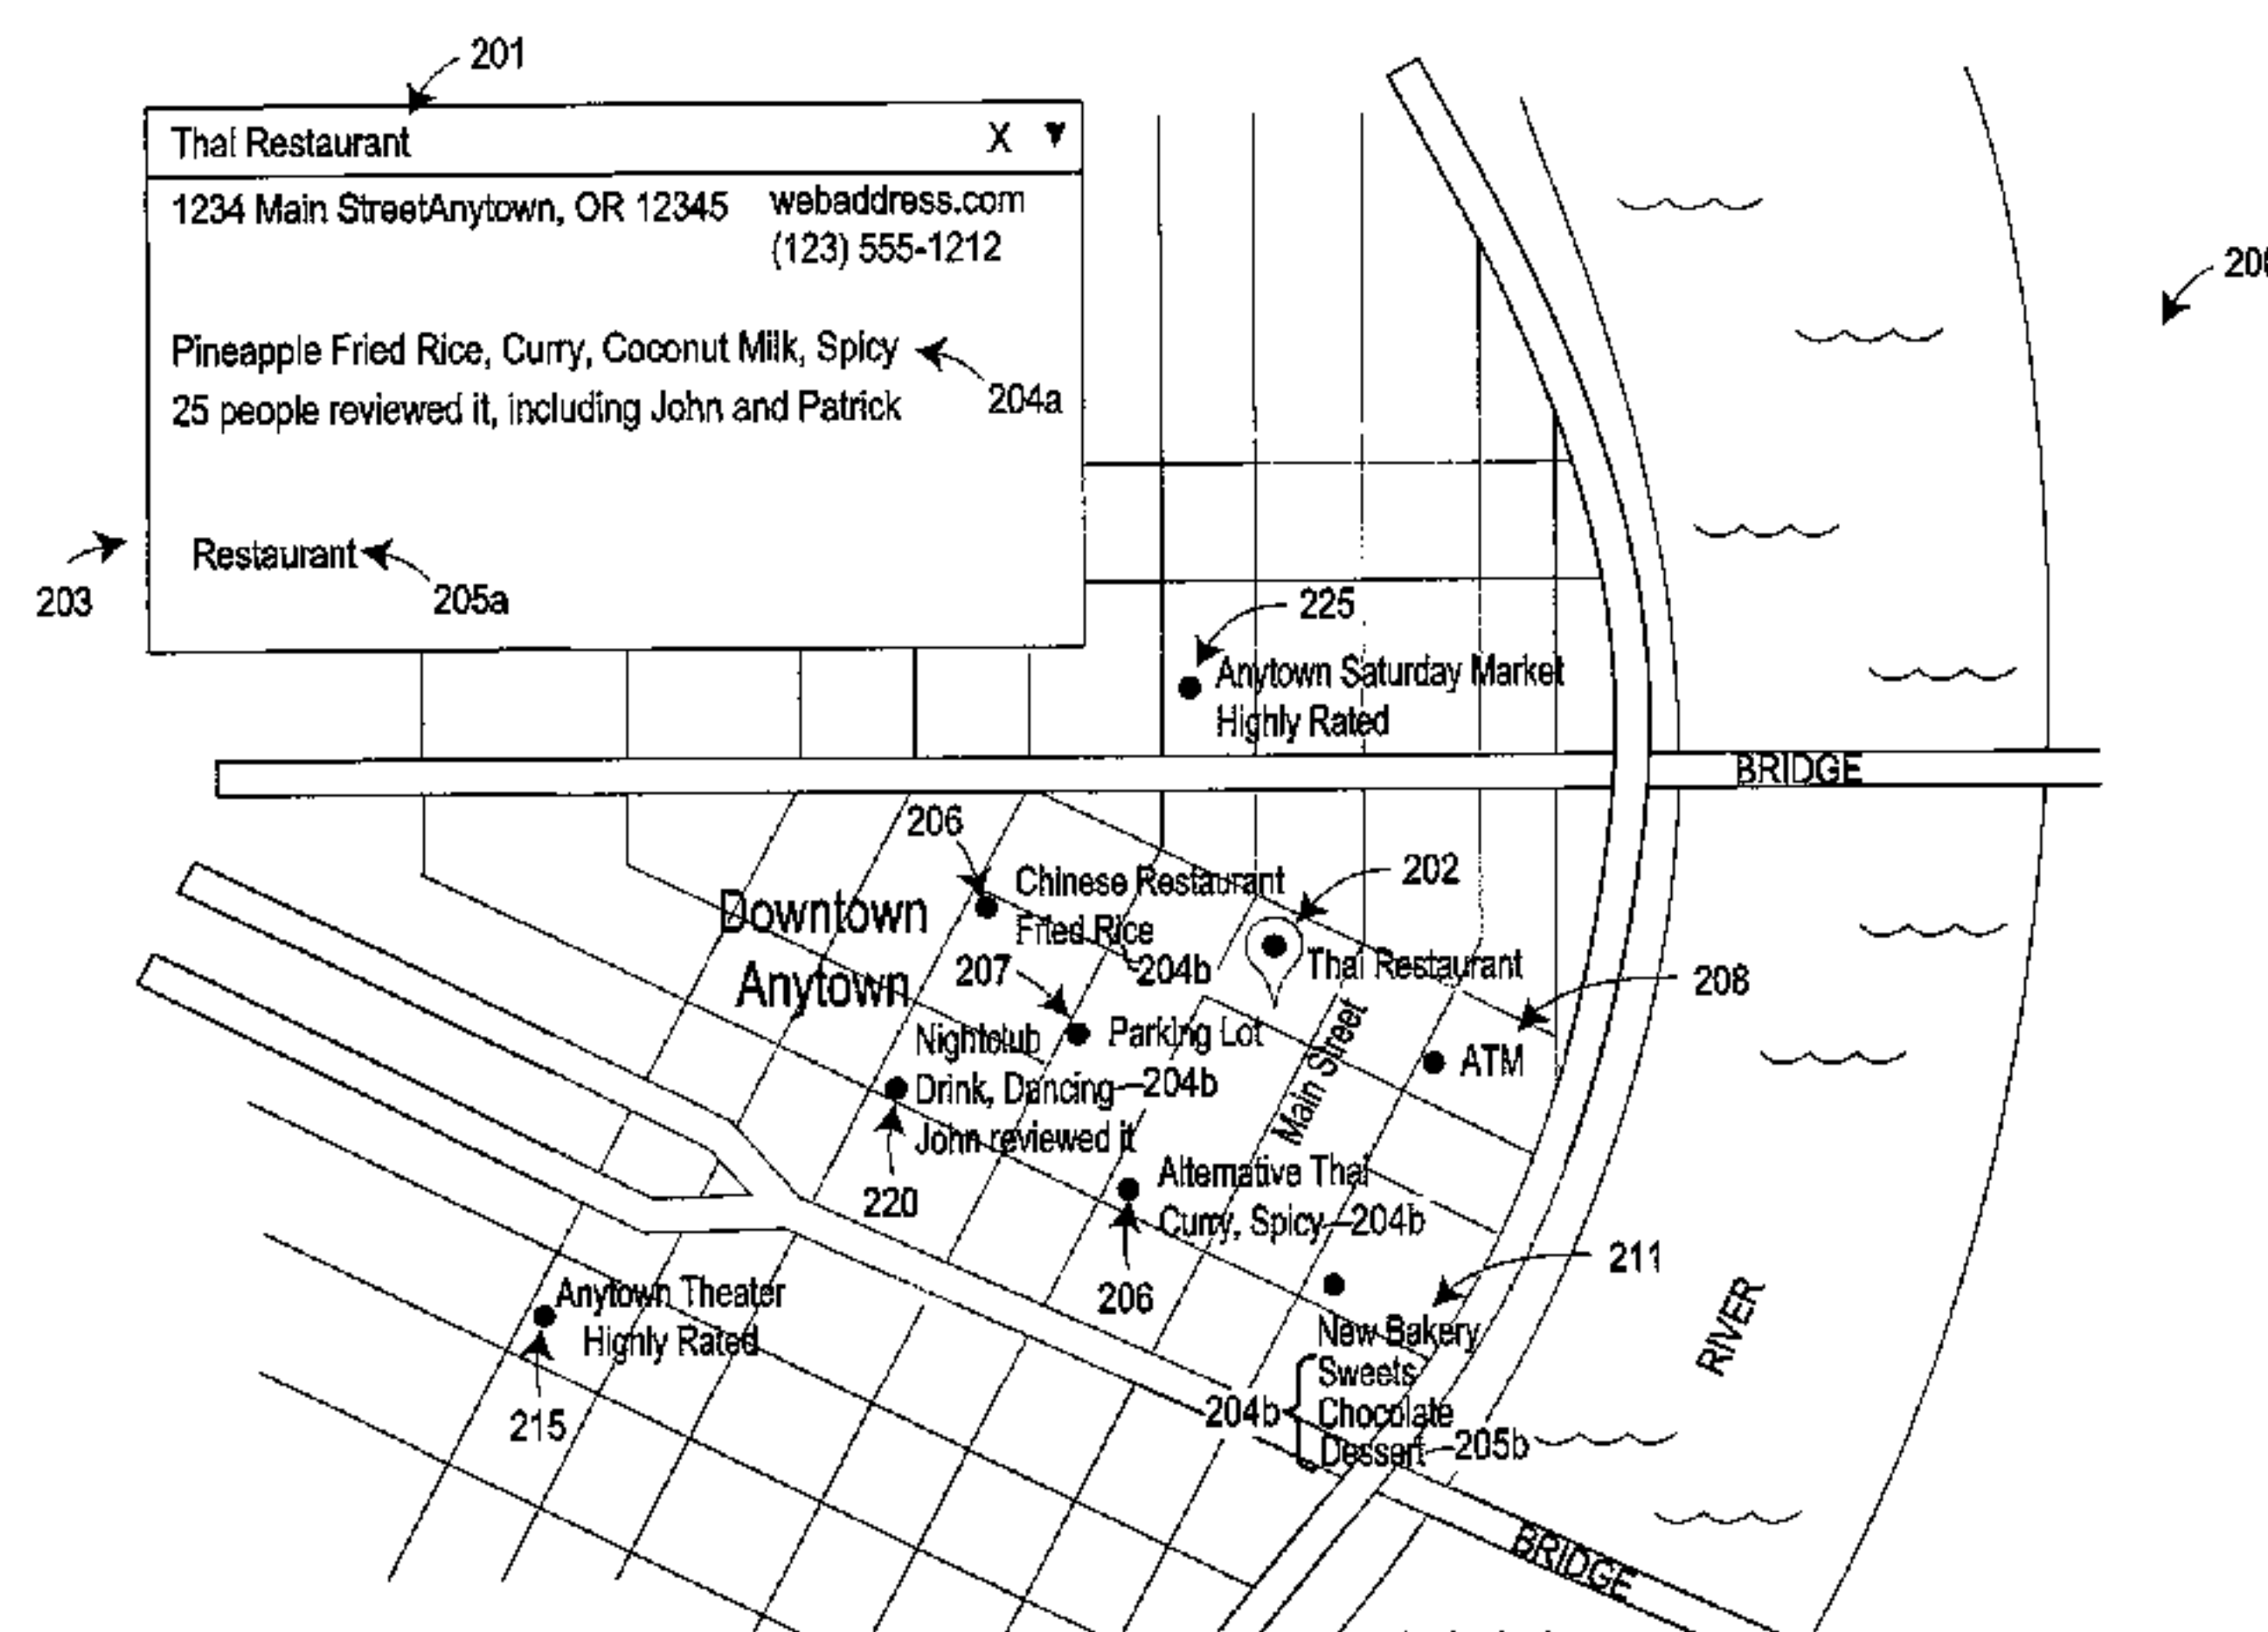 201
Thai Restaurant X ▼
1234 Main StreetAnytown, OR 12345 webaddress.com
(123) 555-1212
Pineapple Fried Rice, Curry, Coconut Milk, Spicy
204a
25 people reviewed it, including John and Patrick
Restaurant
205a
203
225
Anytown Saturday Market
Highly Rated
BRIDGE
206
Chinese Restaurant
Fried Rice
204b
202
Thai Restaurant
Downtown
Anytown
207
Parking Lot
208
ATM
Main Street
Nightclub
Drink, Dancing 204b
John reviewed it
220
Alternative Thai
Curry, Spicy 204b
206
211
New Bakery
Sweets
204b Chocolate
Dessert 205b
Anytown Theater
Highly Rated
215
RIVER
BRIDGE